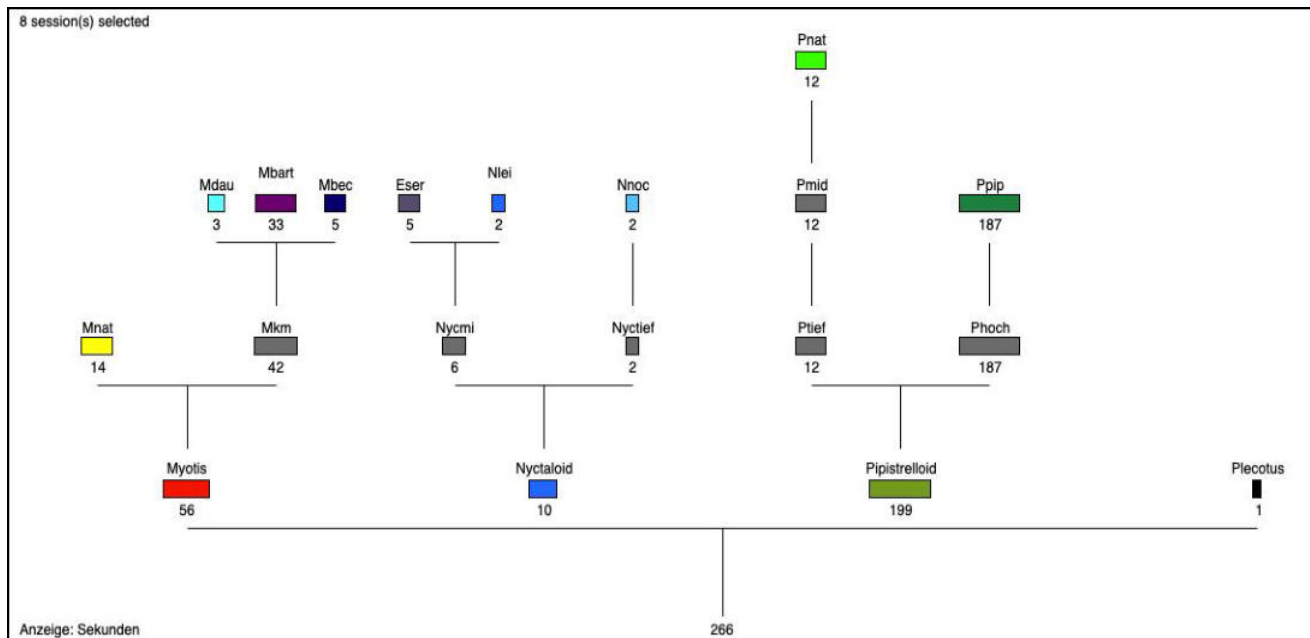 8 session(s) selected
Pnat
12
Mdau Mbart Mbec Eser Nlei Nnoc Pmid Ppip
3 33 5 5 2 2 12 187
Mnat Mkm Nycmi Nyctief Ptief Phoch
14 42 6 2 12 187
Myotis Nyctaloid Pipistrelloid Plecotus
56 10 199 1
Anzeige: Sekunden 266